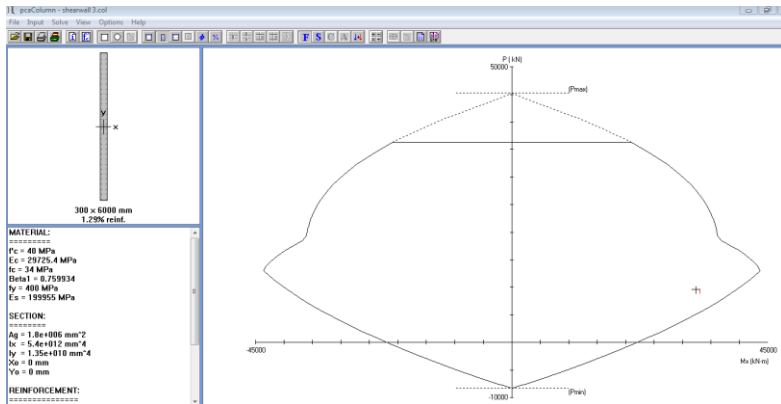 pcaColumn - shearwall 3.col
File Input Solve View Options Help
y
x
300 x 6000 mm
1.29% reinf.
MATERIAL:
=========
f'c = 40 MPa
Ec = 29725.4 MPa
fc = 34 MPa
Beta1 = 0.759934
fy = 400 MPa
Es = 199955 MPa
SECTION:
========
Ag = 1.8e+006 mm^2
Ix = 5.4e+012 mm^4
Iy = 1.35e+010 mm^4
Xo = 0 mm
Yo = 0 mm
REINFORCEMENT:
==============
P ( kN)
50000
(Pmax)
1
-45000
45000
Mx (kN-m)
(Pmin)
-10000